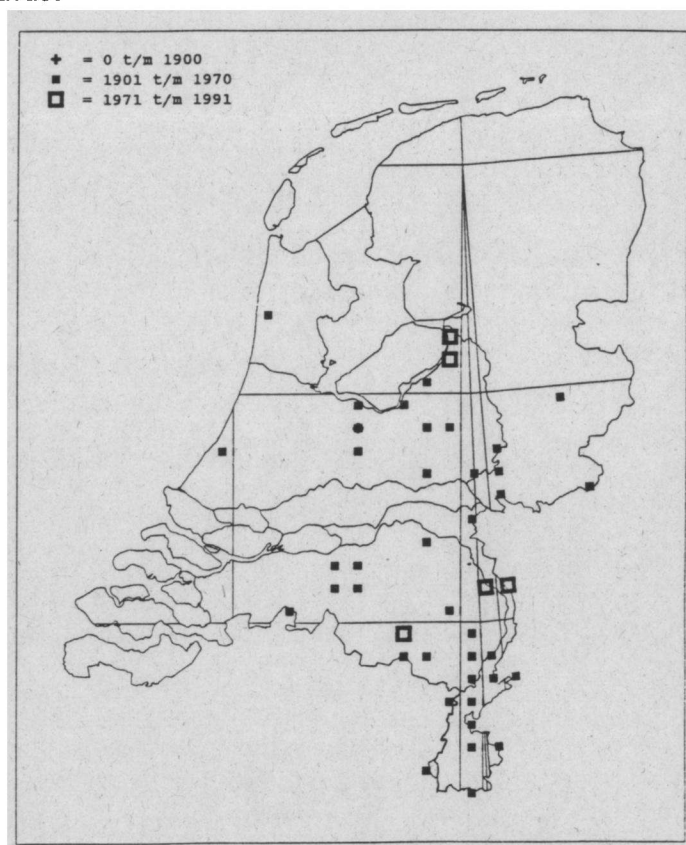 + = 0 t/m 1900
■ = 1901 t/m 1970
□ = 1971 t/m 1991